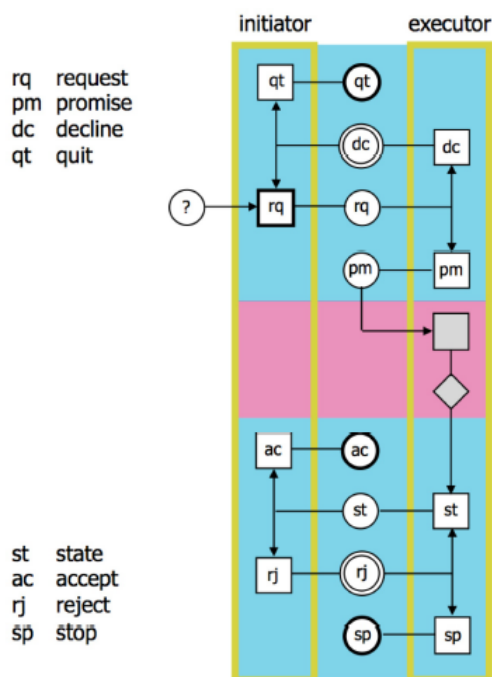 initiator executor
rq request
pm promise
dc decline
qt quit
qt qt
dc dc
? rq rq
pm pm
ac ac
st st
rj rj
sp sp
st state
ac accept
rj reject
sp stop